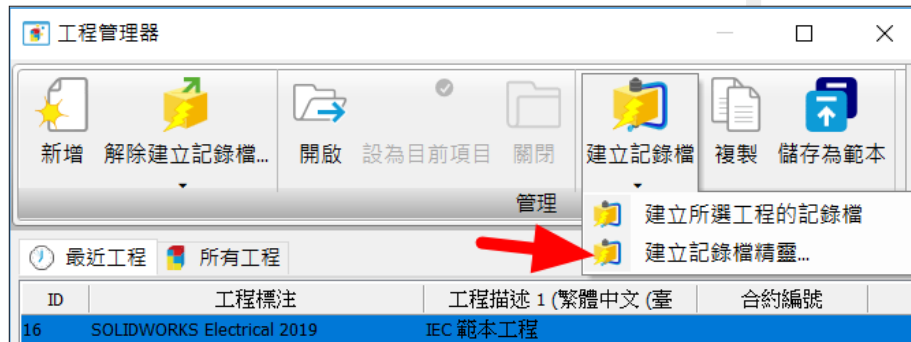 工程管理器
新增 解除建立記錄檔... 開啟 設為目前項目 關閉 建立記錄檔 複製 儲存為範本
管理
建立所選工程的記錄檔
建立記錄檔精靈...
最近工程 所有工程
ID 工程標注 工程描述 1 (繁體中文 (臺 合約編號
16 SOLIDWORKS Electrical 2019 IEC 範本工程